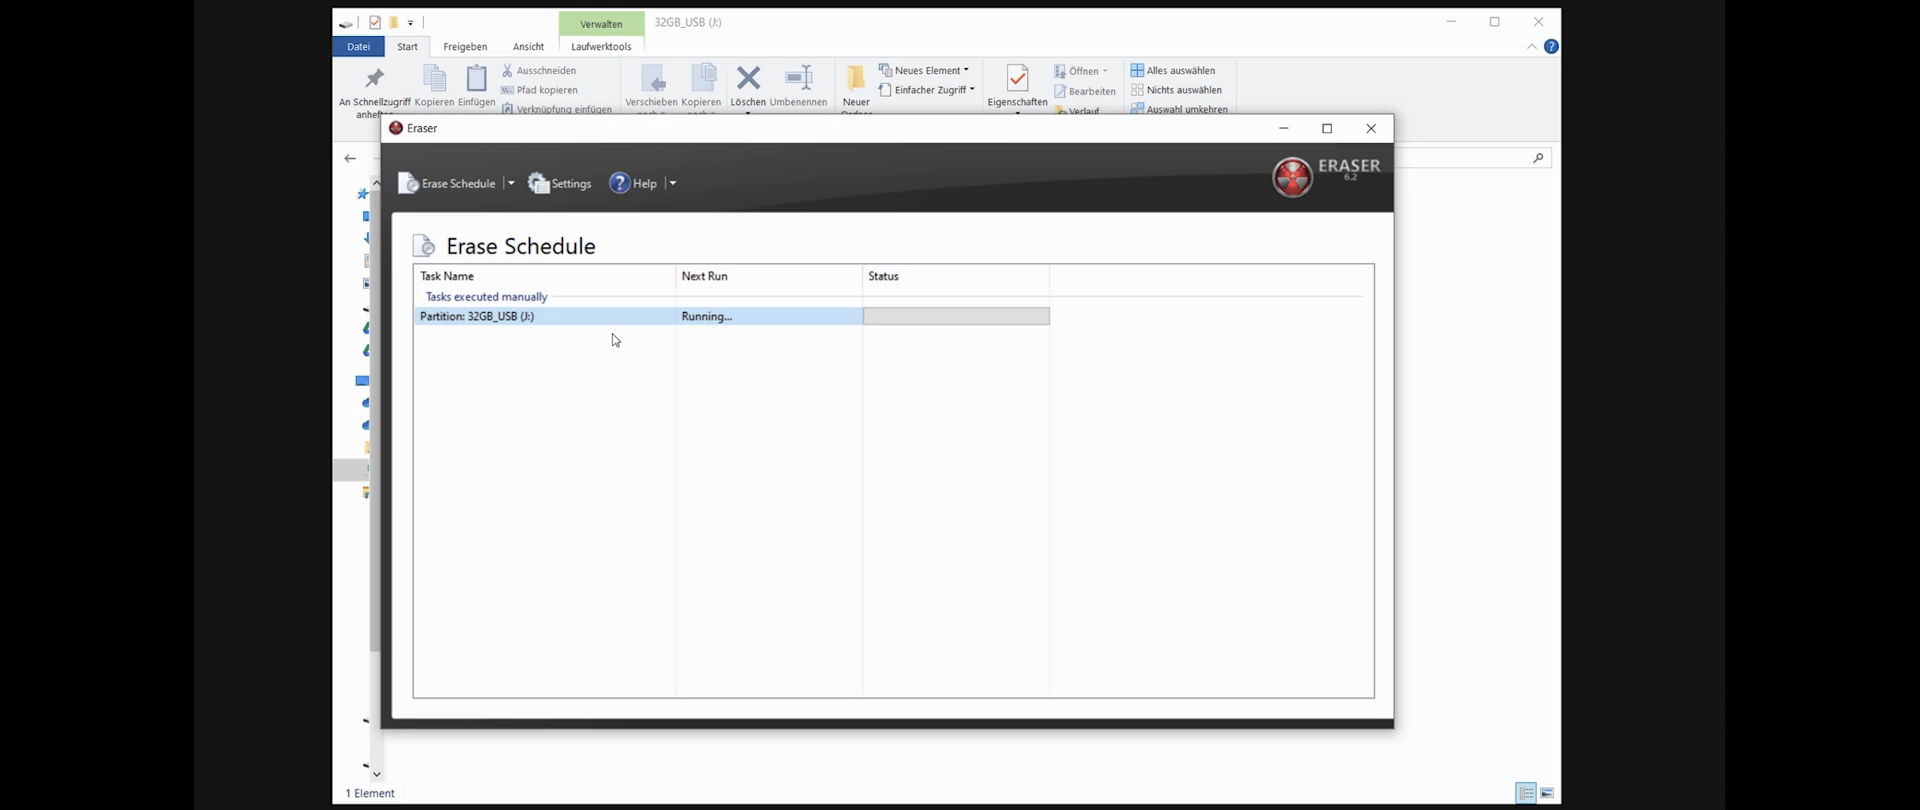 Verwalten
32GB_USB (J:)
Datei
Start
Freigeben
Ansicht
Laufwerktools
An Schnellzugriff
Kopieren
Einfügen
Ausschneiden
Pfad kopieren
Verknüpfung einfügen
Verschieben
Kopieren
Löschen
Umbenennen
Neuer
Neues Element
Einfacher Zugriff
Eigenschaften
Öffnen
Bearbeiten
Verlauf
Alles auswählen
Nichts auswählen
Auswahl umkehren
Eraser
Erase Schedule
Settings
Help
ERASER
6.2
Erase Schedule
Task Name
Next Run
Status
Tasks executed manually
Partition: 32GB_USB (J:)
Running...
1 Element